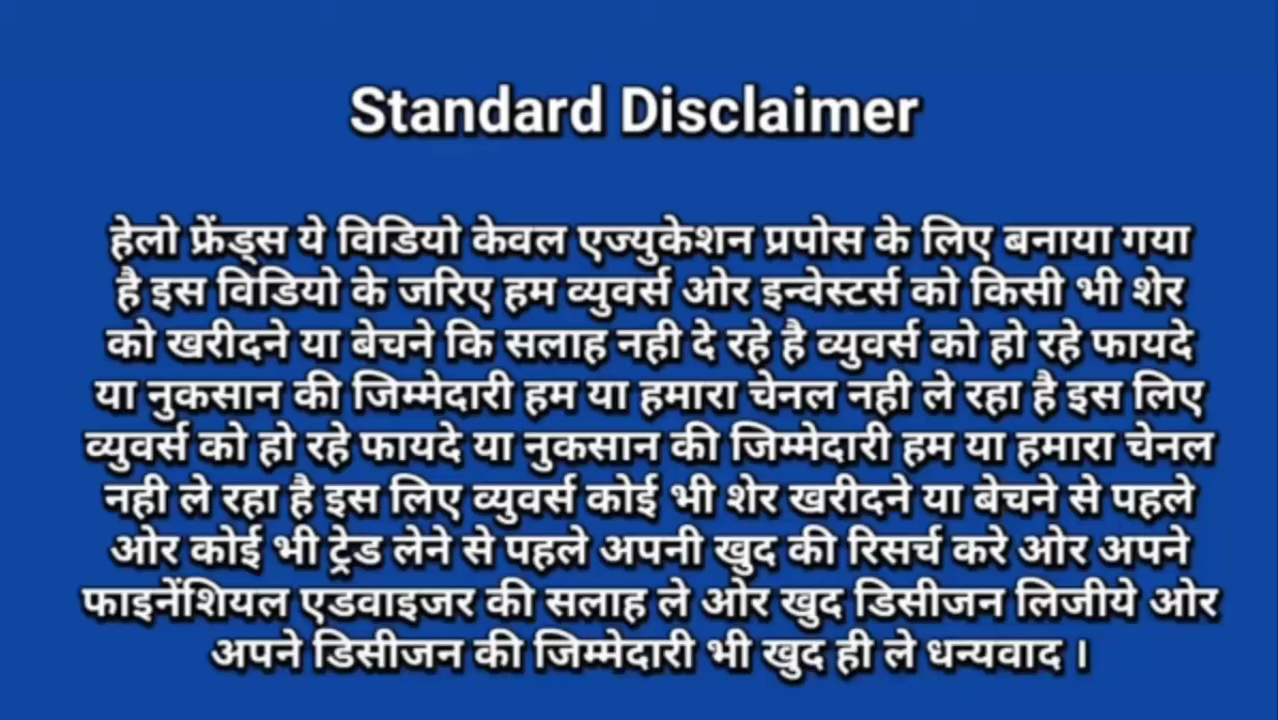 Standard Disclaimer
हेलो फ्रेंड्स ये विडियो केवल एज्युकेशन प्रपोस के लिए बनाया गया
है इस विडियो के जरिए हम व्युवर्स ओर इन्वेस्टर्स को किसी भी शेर
को खरीदने या बेचने कि सलाह नही दे रहे है व्युवर्स को हो रहे फायदे
या नुकसान की जिम्मेदारी हम या हमारा चेनल नही ले रहा है इस लिए
व्युवर्स को हो रहे फायदे या नुकसान की जिम्मेदारी हम या हमारा चेनल
नही ले रहा है इस लिए व्युवर्स कोई भी शेर खरीदने या बेचने से पहले
ओर कोई भी ट्रेड लेने से पहले अपनी खुद की रिसर्च करे ओर अपने
फाइनेंशियल एडवाइजर की सलाह ले ओर खुद डिसीजन लिजीये ओर
अपने डिसीजन की जिम्मेदारी भी खुद ही ले धन्यवाद ।